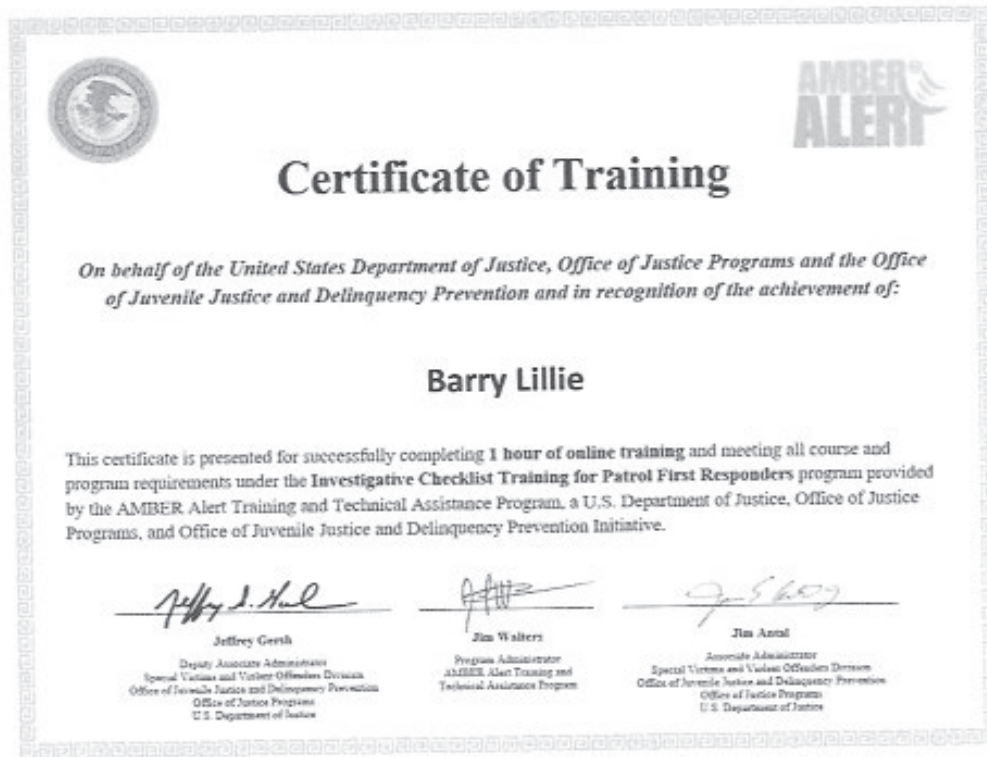 AMBER
ALERT
Certificate of Training
On behalf of the United States Department of Justice, Office of Justice Programs and the Office
of Juvenile Justice and Delinquency Prevention and in recognition of the achievement of:
Barry Lillie
This certificate is presented for successfully completing 1 hour of online training and meeting all course and
program requirements under the Investigative Checklist Training for Patrol First Responders program provided
by the AMBER Alert Training and Technical Assistance Program, a U.S. Department of Justice, Office of Justice
Programs, and Office of Juvenile Justice and Delinquency Prevention Initiative.
Jeffrey Gersh
Deputy Associate Administrator
Special Victims and Violent Offenders Division
Office of Juvenile Justice and Delinquency Prevention
Office of Justice Programs
U.S. Department of Justice
Jim Walters
Program Administrator
AMBER Alert Training and
Technical Assistance Program
Jim Antal
Associate Administrator
Special Victims and Violent Offenders Division
Office of Juvenile Justice and Delinquency Prevention
Office of Justice Programs
U.S. Department of Justice